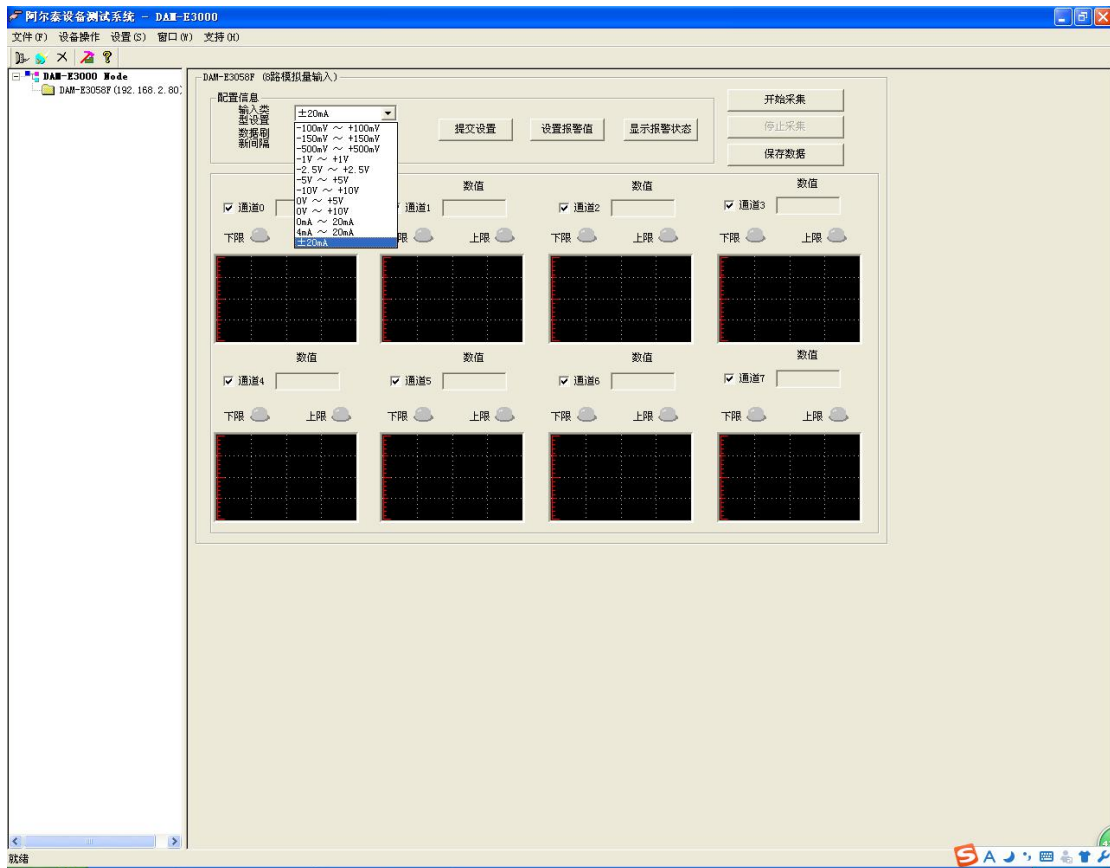 阿尔泰设备测试系统 - DAM-E3000
文件(F) 设备操作 设置(S) 窗口(W) 支持(H)
DAM-E3000 Node
DAM-E3058F(192.168.2.80)
DAM-E3058F (8路模拟量输入)
配置信息
输入类型设置
±20mA
数据刷新间隔
-100mV ～ +100mV
-150mV ～ +150mV
-500mV ～ +500mV
-1V ～ +1V
-2.5V ～ +2.5V
-5V ～ +5V
-10V ～ +10V
0V ～ +5V
0V ～ +10V
0mA ～ 20mA
4mA ～ 20mA
±20mA
提交设置 设置报警值 显示报警状态
开始采集
停止采集
保存数据
数值 数值 数值
通道0 通道1 通道2 通道3
下限 限 上限 下限 上限 下限 上限
数值 数值 数值 数值
通道4 通道5 通道6 通道7
下限 上限 下限 上限 下限 上限 下限 上限
就绪
S A